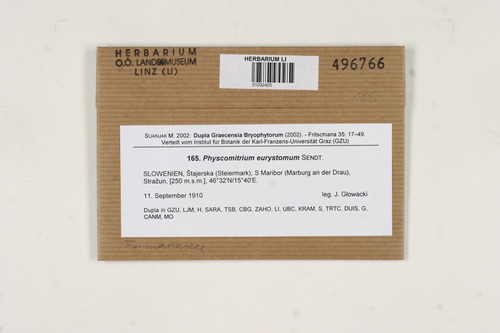 HERBARIUM
O.Ö. LANDESMUSEUM
LINZ (LI)
HERBARIUM LI
01002420
496766
SUANJAK M. 2002: Dupla Graecensia Bryophytorum (2002). - Fritschiana 35: 17–49.
Verteilt vom Institut für Botanik der Karl-Franzens-Universität Graz (GZU)
165. Physcomitrium eurystomum SENDT.
SLOWENIEN, Štajerska (Steiermark), S Maribor (Marburg an der Drau),
Stražun, [250 m.s.m.], 46°32'N/15°40'E.
11. September 1910 leg. J. Głowacki
Dupla in GZU, LJM, H, SARA, TSB, CBG, ZAHO, LI, UBC, KRAM, S, TRTC, DUIS, G,
CANM, MO